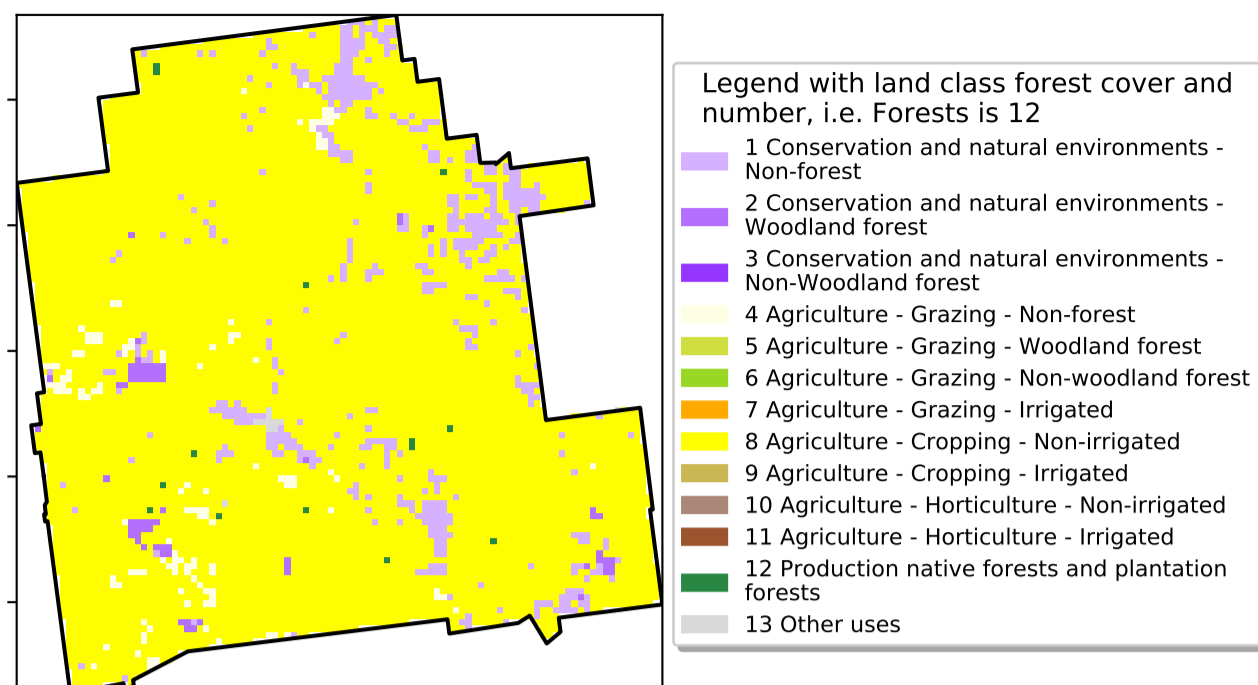 Legend with land class forest cover and
number, i.e. Forests is 12
1 Conservation and natural environments -
Non-forest
2 Conservation and natural environments -
Woodland forest
3 Conservation and natural environments -
Non-Woodland forest
4 Agriculture - Grazing - Non-forest
5 Agriculture - Grazing - Woodland forest
6 Agriculture - Grazing - Non-woodland forest
7 Agriculture - Grazing - Irrigated
8 Agriculture - Cropping - Non-irrigated
9 Agriculture - Cropping - Irrigated
10 Agriculture - Horticulture - Non-irrigated
11 Agriculture - Horticulture - Irrigated
12 Production native forests and plantation
forests
13 Other uses